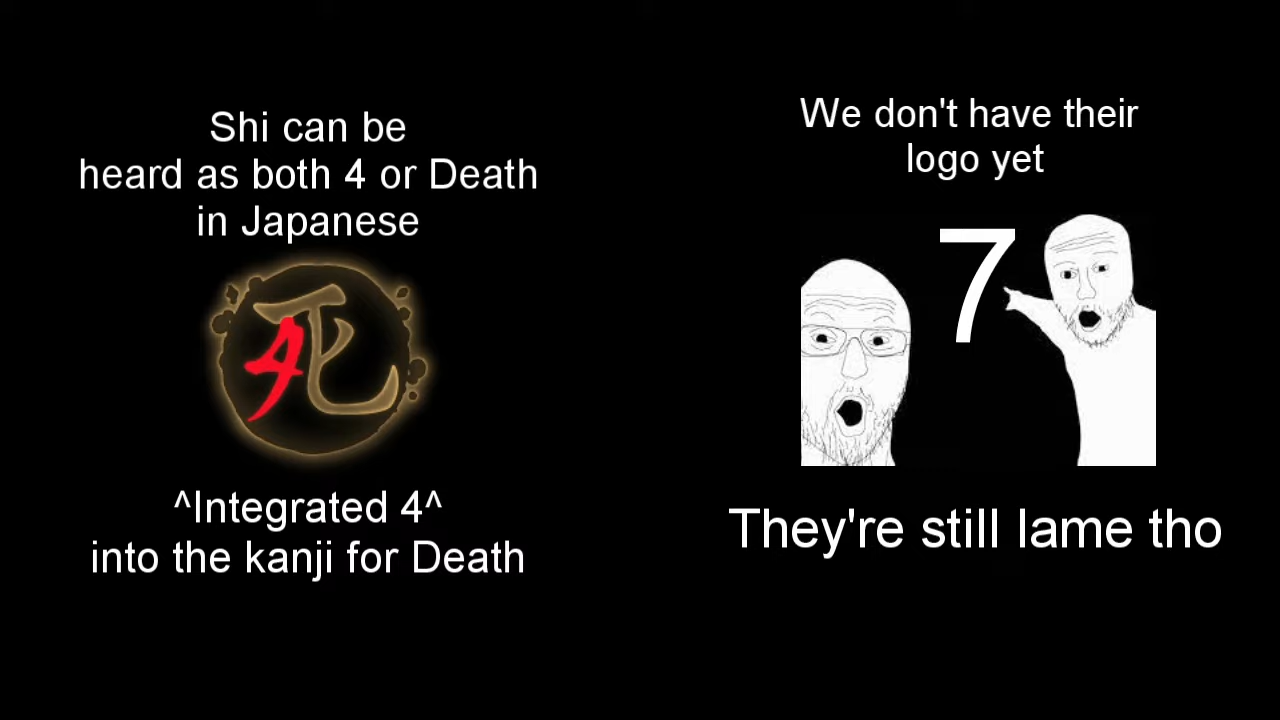 Shi can be
heard as both 4 or Death
in Japanese
死
4
^Integrated 4^
into the kanji for Death
We don't have their
logo yet
7
They're still lame tho